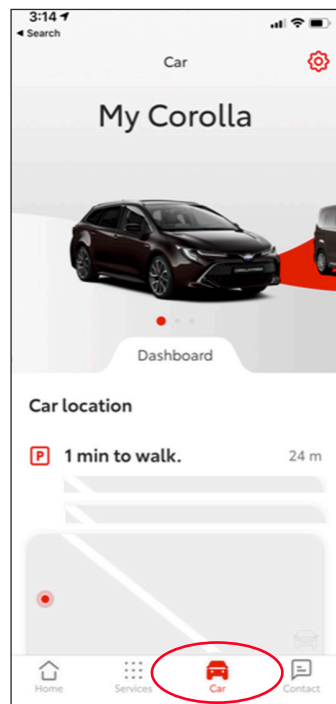 3:14
◀ Search
Car
My Corolla
Dashboard
Car location
P 1 min to walk. 24 m
Home Services Car Contact